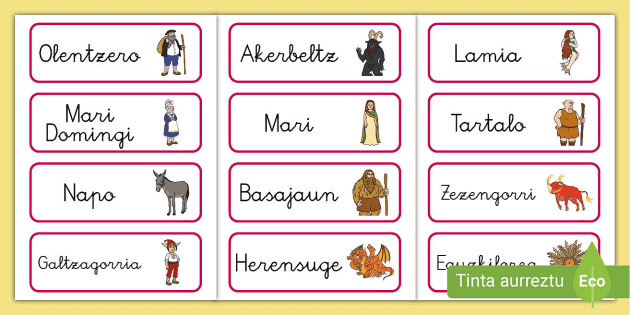 Olentzero
Mari
Domingi
Napo
Galtzagorria
Akerbeltz
Mari
Basajaun
Herensuge
Lamia
Tartalo
Zezengorri
Tinta aurreztu
Eco